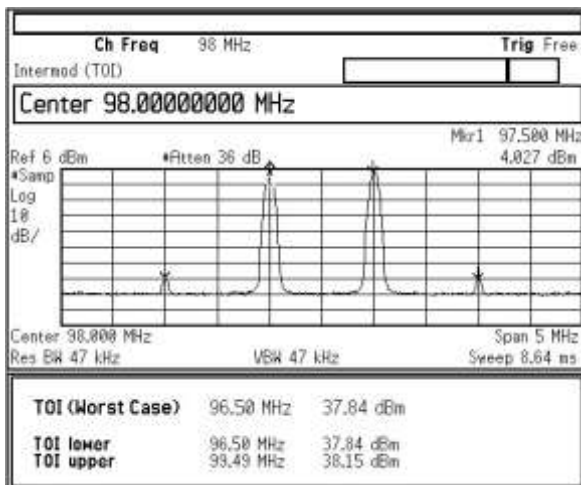 Ch Freq 98 MHz Trig Free
Intermod (TOI)
Center 98.00000000 MHz
Mkr1 97.500 MHz
Ref 6 dBm #Atten 36 dB 4.027 dBm
#Samp
Log
10
dB/
Center 98.000 MHz Span 5 MHz
Res BW 47 kHz VBW 47 kHz Sweep 8.64 ms
TOI (Worst Case) 96.50 MHz 37.84 dBm
TOI lower 96.50 MHz 37.84 dBm
TOI upper 99.49 MHz 38.15 dBm